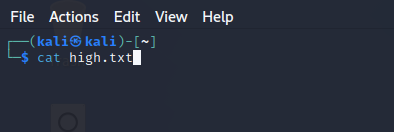 File Actions Edit View Help
┌──(kali㉿kali)-[~]
└─$ cat high.txt